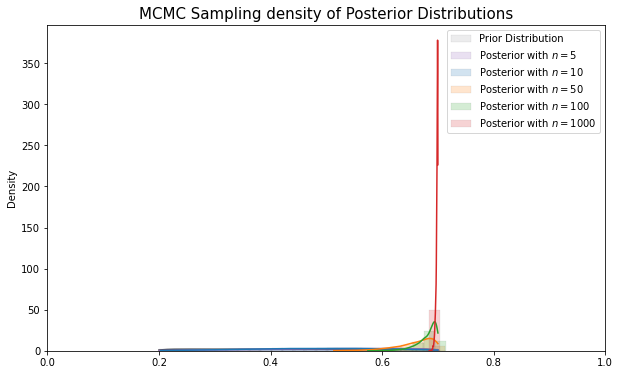 MCMC Sampling density of Posterior Distributions
Prior Distribution
Posterior with n = 5
Posterior with n = 10
Posterior with n = 50
Posterior with n = 100
Posterior with n = 1000
Density
350
300
250
200
150
100
50
0
0.0 0.2 0.4 0.6 0.8 1.0